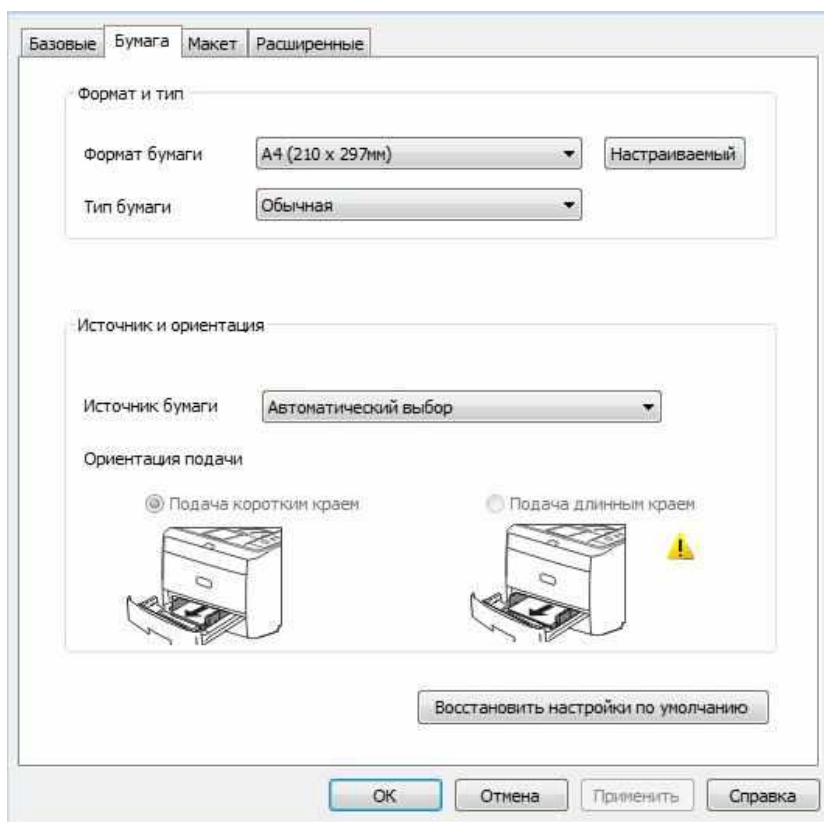 Базовые Бумага Макет Расширенные
Формат и тип
Формат бумаги A4 (210 x 297мм) Настраиваемый
Тип бумаги Обычная
Источник и ориентация
Источник бумаги Автоматический выбор
Ориентация подачи
Подача коротким краем Подача длинным краем
Восстановить настройки по умолчанию
ОК Отмена Применить Справка